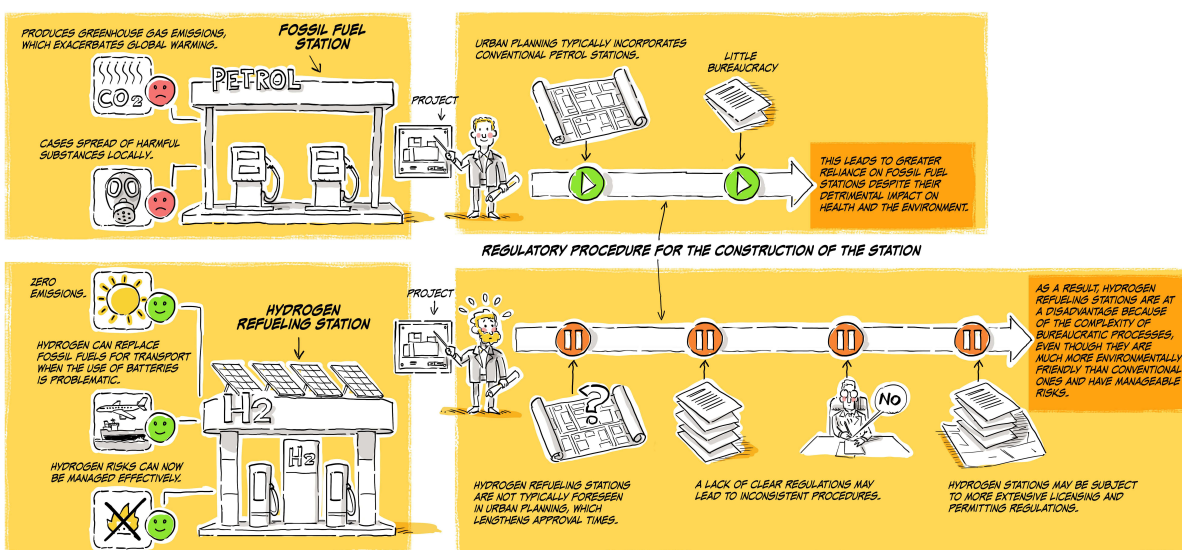 PRODUCES GREENHOUSE GAS EMISSIONS,
WHICH EXACERBATES GLOBAL WARMING.
FOSSIL FUEL
STATION
CO2
PETROL
CASES SPREAD OF HARMFUL
SUBSTANCES LOCALLY.
PROJECT
URBAN PLANNING TYPICALLY INCORPORATES
CONVENTIONAL PETROL STATIONS.
LITTLE
BUREAUCRACY
THIS LEADS TO GREATER
RELIANCE ON FOSSIL FUEL
STATIONS DESPITE THEIR
DETRIMENTAL IMPACT ON
HEALTH AND THE ENVIRONMENT.
REGULATORY PROCEDURE FOR THE CONSTRUCTION OF THE STATION
ZERO
EMISSIONS.
HYDROGEN
REFUELING STATION
HYDROGEN CAN REPLACE
FOSSIL FUELS FOR TRANSPORT
WHEN THE USE OF BATTERIES
IS PROBLEMATIC.
H2
H2
HYDROGEN RISKS CAN NOW
BE MANAGED EFFECTIVELY.
PROJECT
?
HYDROGEN REFUELING STATIONS
ARE NOT TYPICALLY FORESEEN
IN URBAN PLANNING, WHICH
LENGTHENS APPROVAL TIMES.
A LACK OF CLEAR REGULATIONS MAY
LEAD TO INCONSISTENT PROCEDURES.
NO
HYDROGEN STATIONS MAY BE SUBJECT
TO MORE EXTENSIVE LICENSING AND
PERMITTING REGULATIONS.
AS A RESULT, HYDROGEN
REFUELING STATIONS ARE AT
A DISADVANTAGE BECAUSE
OF THE COMPLEXITY OF
BUREAUCRATIC PROCESSES,
EVEN THOUGH THEY ARE
MUCH MORE ENVIRONMENTALLY
FRIENDLY THAN CONVENTIONAL
ONES AND HAVE MANAGEABLE
RISKS.